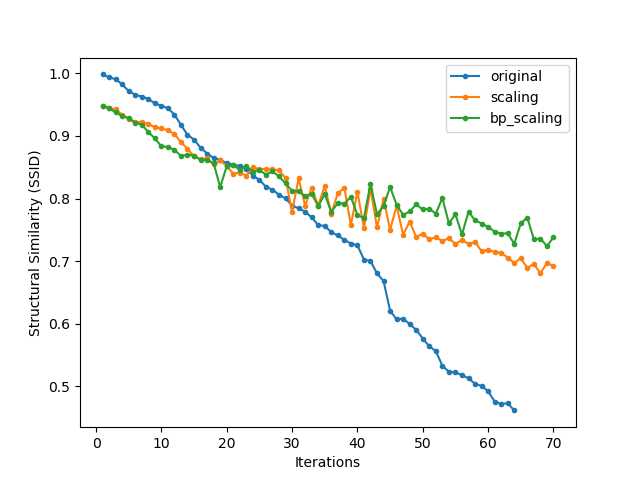 original
scaling
bp_scaling
1.0
0.9
0.8
0.7
0.6
0.5
Structural Similarity (SSID)
0 10 20 30 40 50 60 70
Iterations